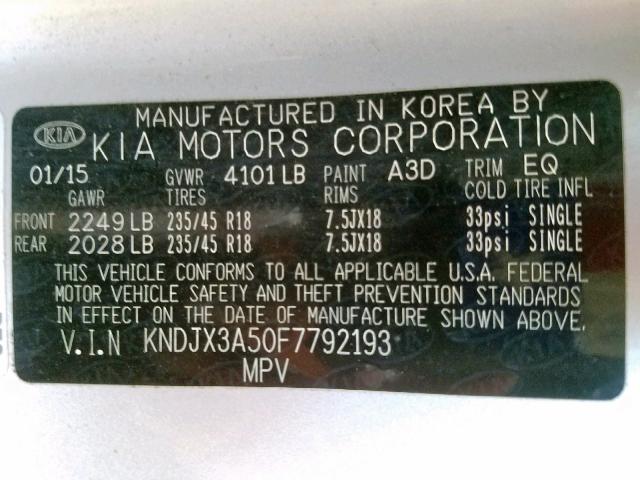 MANUFACTURED IN KOREA BY
KIA KIA MOTORS CORPORATION
01/15 GVWR 4101 LB PAINT A3D TRIM EQ
GAWR TIRES RIMS COLD TIRE INFL
FRONT 2249 LB 235/45 R18 7.5JX18 33psi SINGLE
REAR 2028 LB 235/45 R18 7.5JX18 33psi SINGLE
THIS VEHICLE CONFORMS TO ALL APPLICABLE U.S.A. FEDERAL
MOTOR VEHICLE SAFETY AND THEFT PREVENTION STANDARDS
IN EFFECT ON THE DATE OF MANUFACTURE SHOWN ABOVE.
V.I.N KNDJX3A50F7792193
MPV